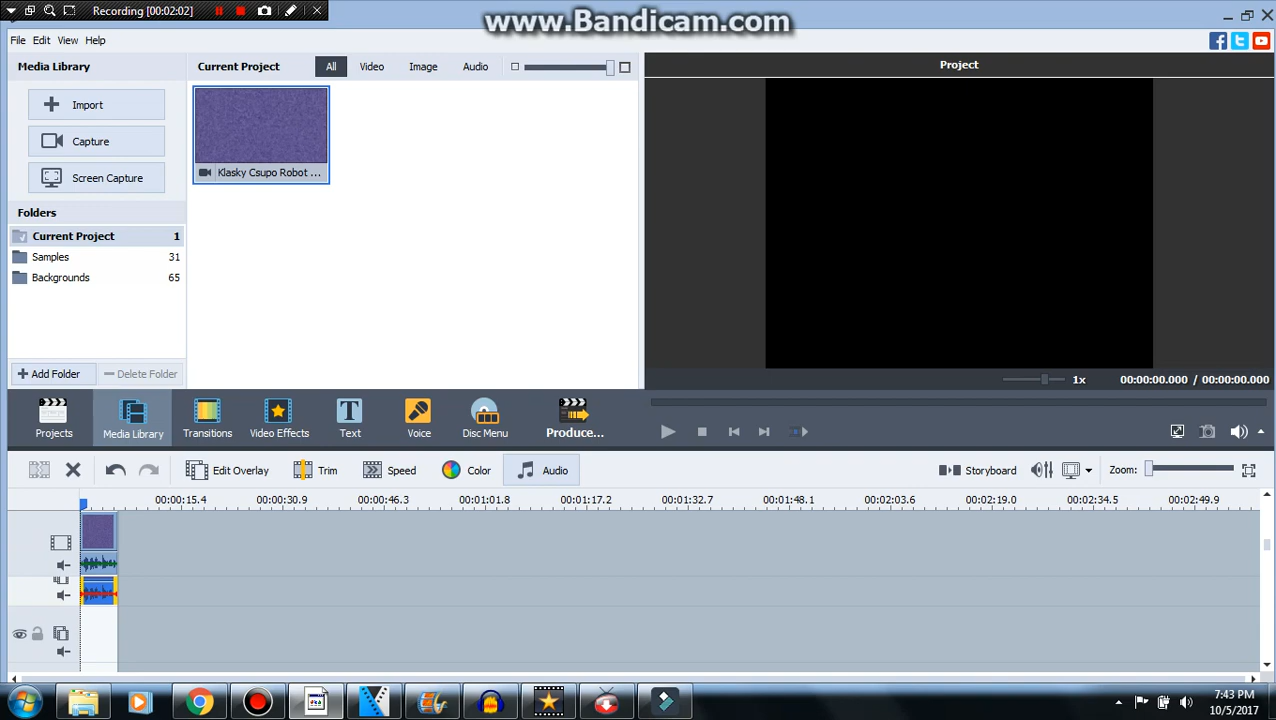 Recording [00:02:02]
www.Bandicam.com
File Edit View Help
Media Library
Current Project
All Video Image Audio
Project
Import
Capture
Screen Capture
Klasky Csupo Robot ...
Folders
Current Project 1
Samples 31
Backgrounds 65
+ Add Folder
Delete Folder
1x
00:00:00.000 / 00:00:00.000
Projects
Media Library
Transitions
Video Effects
Text
Voice
Disc Menu
Produce...
Edit Overlay
Trim
Speed
Color
Audio
Storyboard
Zoom:
00:00:15.4 00:00:30.9 00:00:46.3 00:01:01.8 00:01:17.2 00:01:32.7 00:01:48.1 00:02:03.6 00:02:19.0 00:02:34.5 00:02:49.9
7:43 PM
10/5/2017